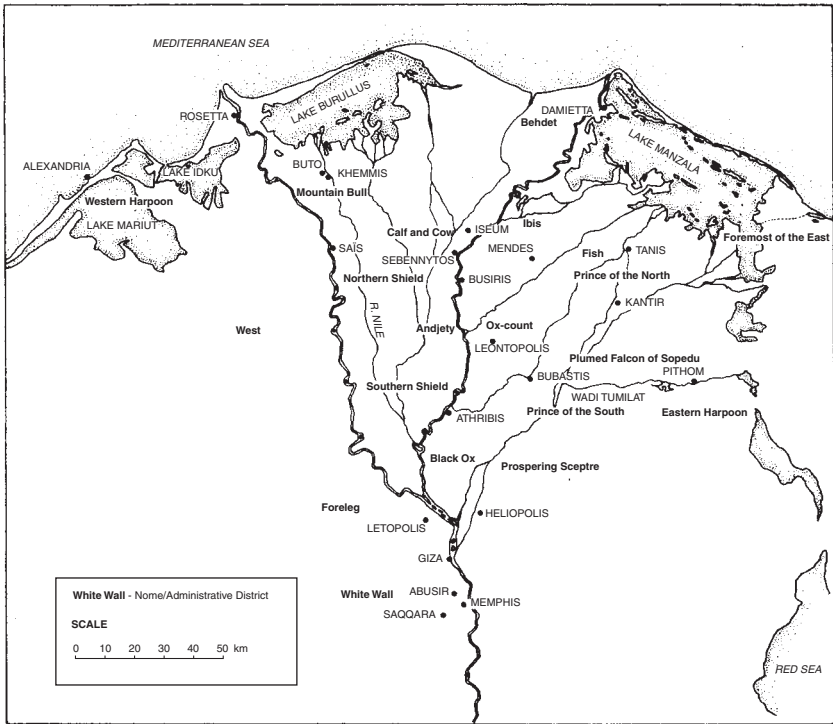 MEDITERRANEAN SEA
LAKE BURULLUS
ROSETTA
DAMIETTA
Behdet
LAKE MANZALA
ALEXANDRIA
LAKE IDKU
BUTO
KHEMMIS
Mountain Bull
Western Harpoon
LAKE MARIUT
Calf and Cow
ISEUM
Ibis
Foremost of the East
SAIS
SEBENNYTOS
MENDES
Fish
TANIS
Northern Shield
BUSIRIS
Prince of the North
KANTIR
West
R. NILE
Andjety
Ox-count
LEONTOPOLIS
Plumed Falcon of Sopedu
PITHOM
Southern Shield
BUBASTIS
WADI TUMILAT
ATHRIBIS
Prince of the South
Eastern Harpoon
Black Ox
Prospering Sceptre
Foreleg
LETOPOLIS
HELIOPOLIS
GIZA
White Wall
ABUSIR
MEMPHIS
SAQQARA
White Wall - Nome/Administrative District
SCALE
0 10 20 30 40 50 km
RED SEA